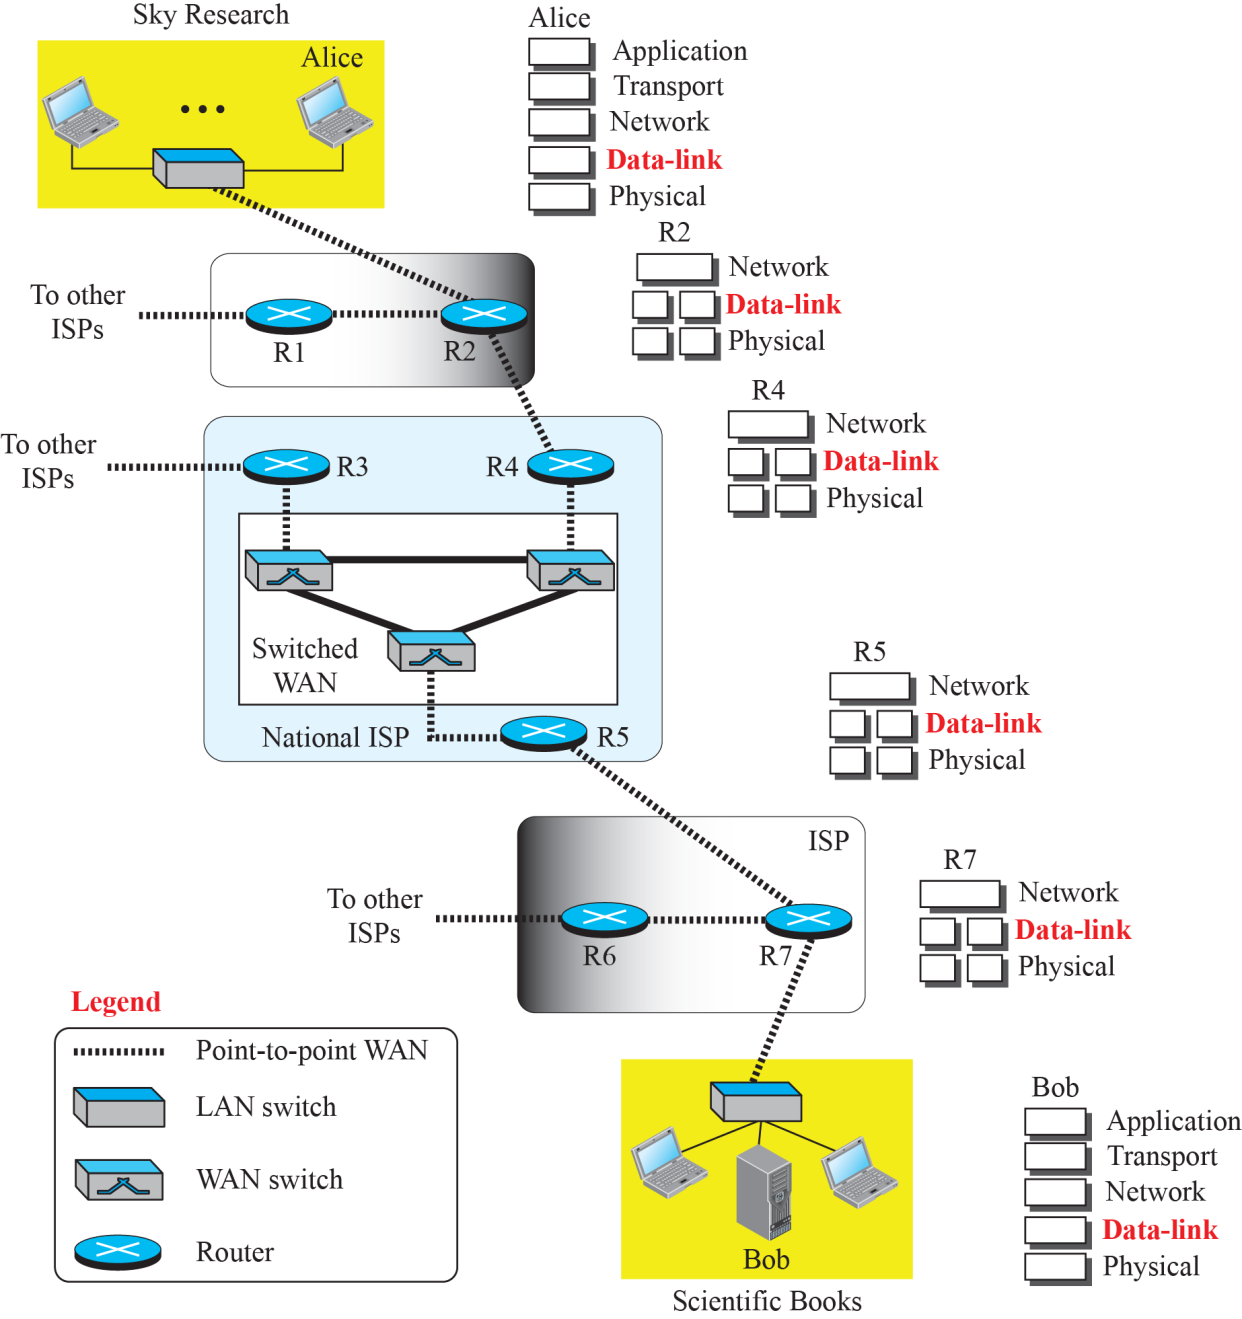 Sky Research
Alice
Alice
Application
Transport
Network
Data-link
Physical
R2
Network
Data-link
Physical
To other
ISPs
R1
R2
R4
Network
Data-link
Physical
To other
ISPs
R3
R4
Switched
WAN
National ISP
R5
R5
Network
Data-link
Physical
ISP
To other
ISPs
R6
R7
R7
Network
Data-link
Physical
Legend
Point-to-point WAN
LAN switch
WAN switch
Router
Bob
Scientific Books
Bob
Application
Transport
Network
Data-link
Physical